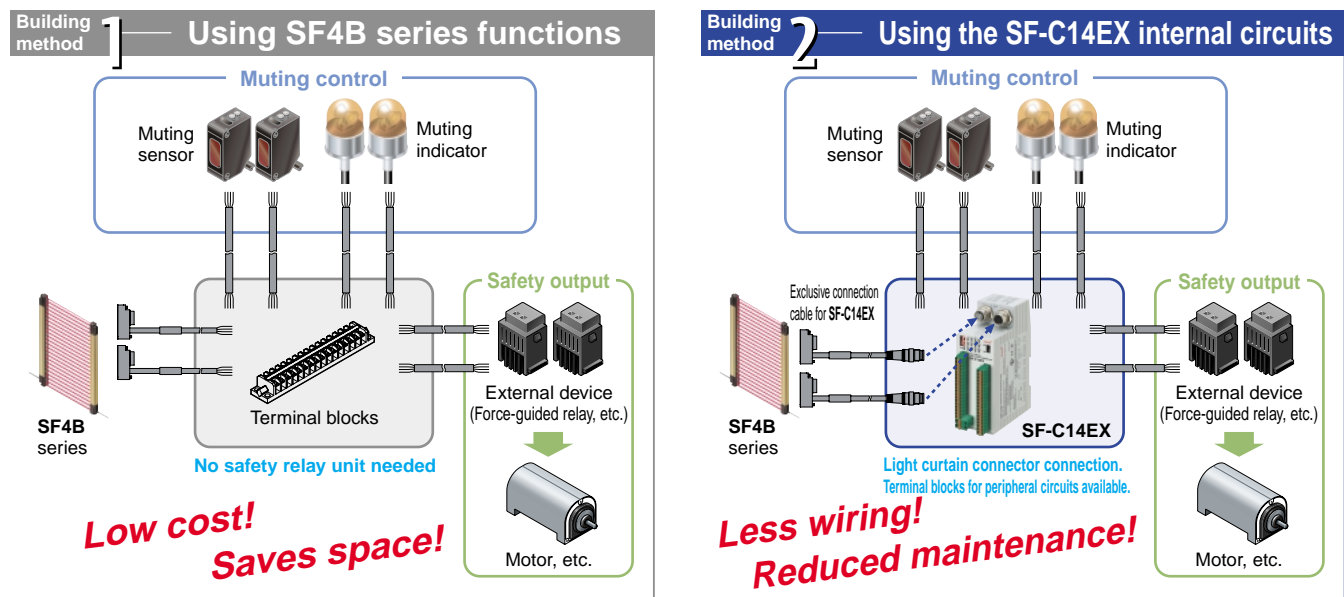 Building
method
1
Using SF4B series functions
Muting control
Muting
sensor
Muting
indicator
SF4B
series
Terminal blocks
No safety relay unit needed
Safety output
External device
(Force-guided relay, etc.)
Motor, etc.
Low cost!
Saves space!
Building
method
2
Using the SF-C14EX internal circuits
Muting control
Muting
sensor
Muting
indicator
Exclusive connection
cable for SF-C14EX
SF4B
series
SF-C14EX
Light curtain connector connection.
Terminal blocks for peripheral circuits available.
Safety output
External device
(Force-guided relay, etc.)
Motor, etc.
Less wiring!
Reduced maintenance!